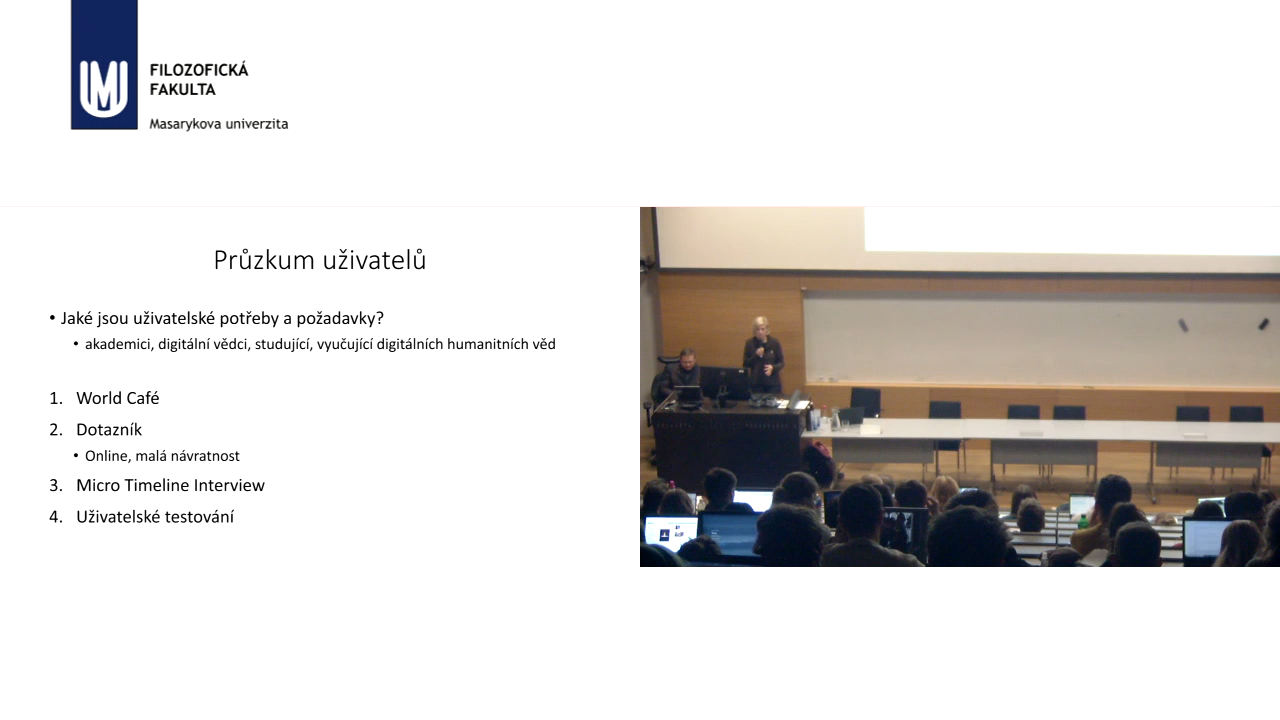 FILOZOFICKÁ
FAKULTA
Masarykova univerzita
Průzkum uživatelů
• Jaké jsou uživatelské potřeby a požadavky?
• akademici, digitální vědci, studující, vyučující digitálních humanitních věd
1. World Café
2. Dotazník
• Online, malá návratnost
3. Micro Timeline Interview
4. Uživatelské testování